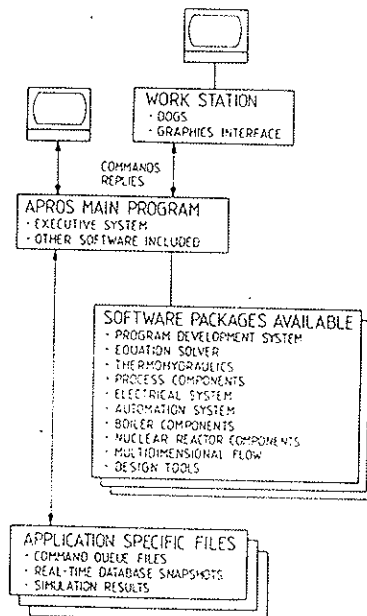 WORK STATION
· DOGS
· GRAPHIES INTERFACE
COMMANDS
REPLIES
APROS MAIN PROGRAM
· EXECUTIVE SYSTEM
· OTHER SOFTWARE INCLUDED
SOFTWARE PACKAGES AVAILABLE
· PROGRAM DEVELOPMENT SYSTEM
· EQUATION SOLVER
· THERMOHYDRAULICS
· PROCESS COMPONENTS
· ELECTRICAL SYSTEM
· AUTOMATION SYSTEM
· BOILER COMPONENTS
· NUCLEAR REACTOR COMPONENTS
· MULTIDIMENSIONAL FLOW
· DESIGN TOOLS
APPLICATION SPECIFIC FILES
· COMMAND QUEUE FILES
· REAL-TIME DATABASE SNAPSHOTS
· SIMULATION RESULTS